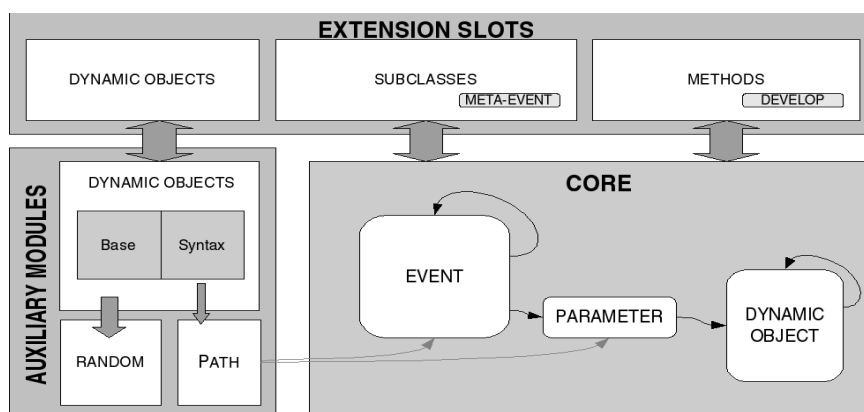 EXTENSION SLOTS
DYNAMIC OBJECTS
SUBCLASSES
META-EVENT
METHODS
DEVELOP
AUXILIARY MODULES
DYNAMIC OBJECTS
Base
Syntax
RANDOM
PATH
CORE
EVENT
PARAMETER
DYNAMIC
OBJECT